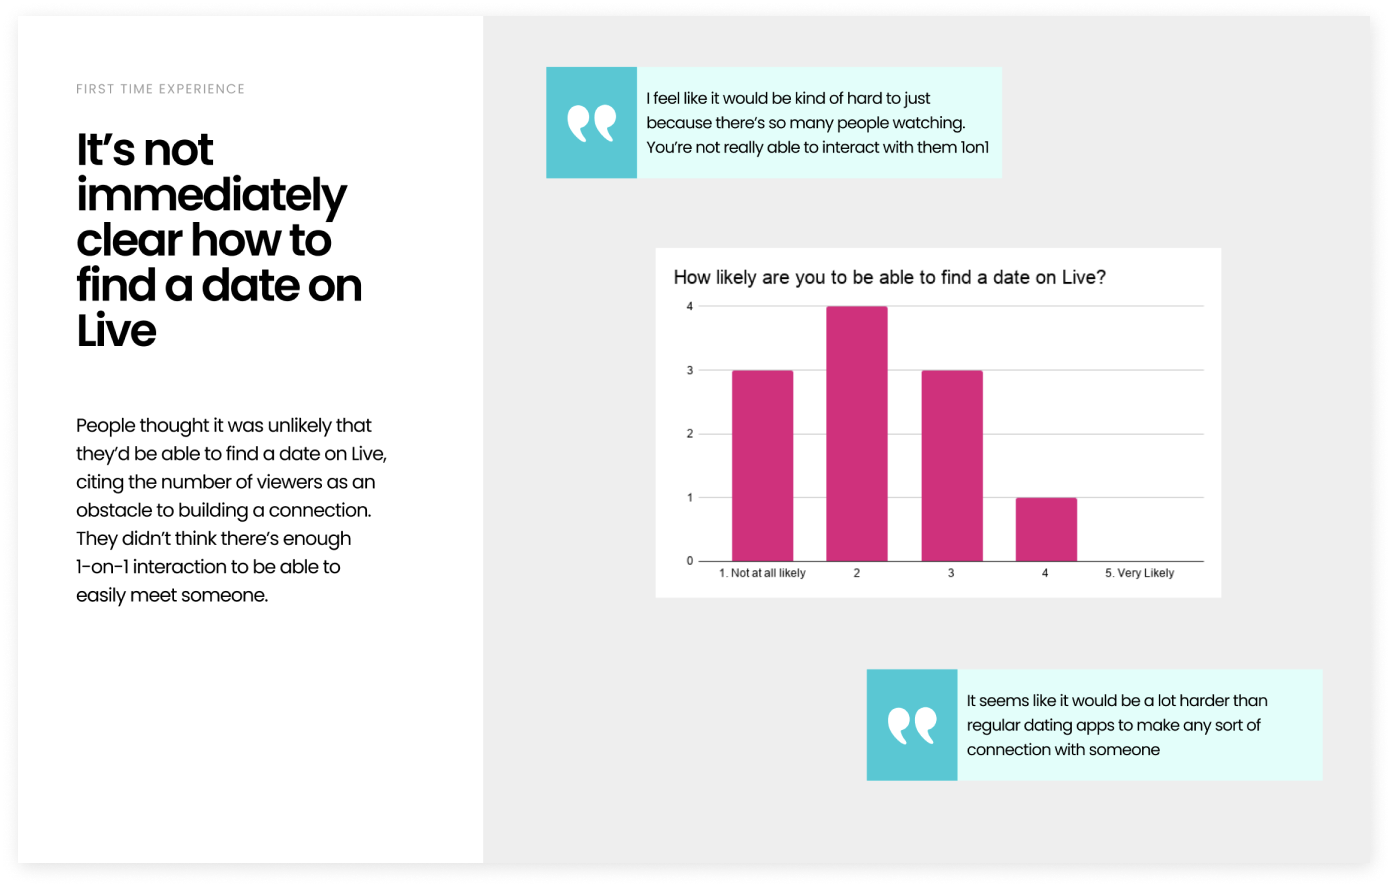 FIRST TIME EXPERIENCE
It’s not
immediately
clear how to
find a date on
Live
People thought it was unlikely that
they’d be able to find a date on Live,
citing the number of viewers as an
obstacle to building a connection.
They didn’t think there’s enough
1-on-1 interaction to be able to
easily meet someone.
I feel like it would be kind of hard to just
because there’s so many people watching.
You’re not really able to interact with them 1on1
How likely are you to be able to find a date on Live?
4
3
2
1
0
1. Not at all likely
2
3
4
5. Very Likely
It seems like it would be a lot harder than
regular dating apps to make any sort of
connection with someone